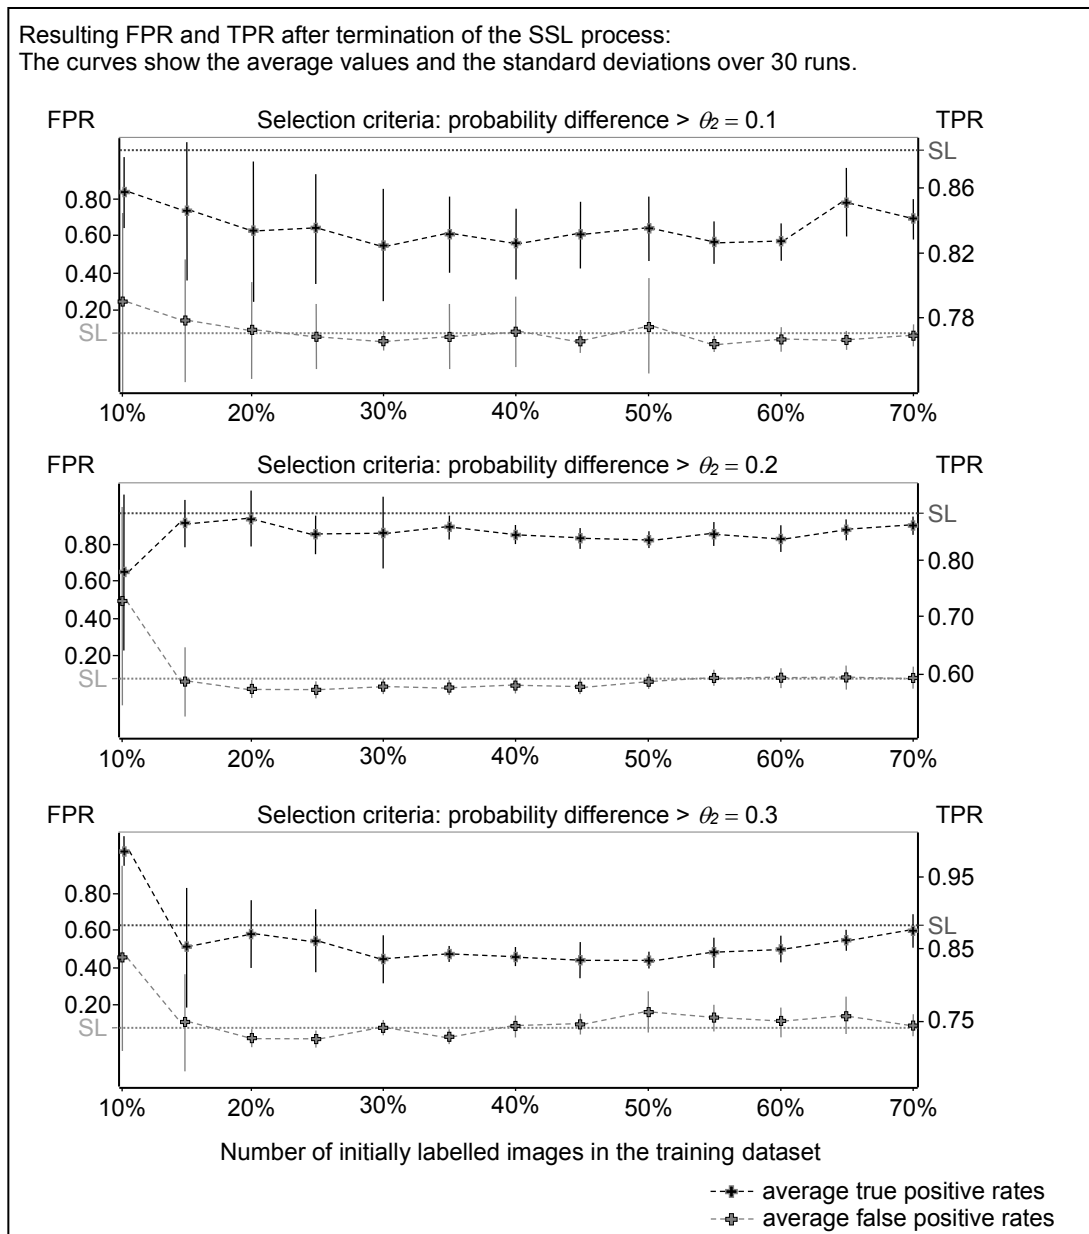 Resulting FPR and TPR after termination of the SSL process:
The curves show the average values and the standard deviations over 30 runs.
FPR
Selection criteria: probability difference > θ2 = 0.1
TPR
SL
0.80
0.60
0.40
0.20
SL
0.86
0.82
0.78
10% 20% 30% 40% 50% 60% 70%
FPR
Selection criteria: probability difference > θ2 = 0.2
TPR
SL
0.80
0.60
0.40
0.20
SL
0.80
0.70
0.60
10% 20% 30% 40% 50% 60% 70%
FPR
Selection criteria: probability difference > θ2 = 0.3
TPR
0.80
0.60
0.40
0.20
SL
0.95
SL
0.85
0.75
10% 20% 30% 40% 50% 60% 70%
Number of initially labelled images in the training dataset
average true positive rates
average false positive rates